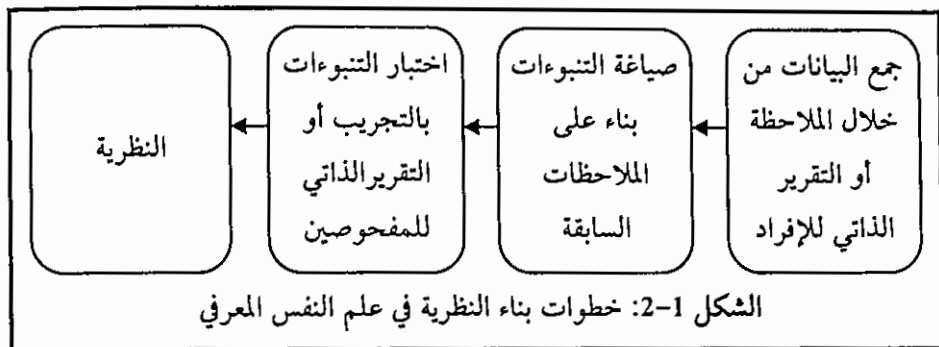 جمع البيانات من
خلال الملاحظة
أو التقرير
الذاتي للإفراد
صياغة التنبوءات
بناء على
الملاحظات
السابقة
اختبار التنبوءات
بالتجريب أو
التقريرالذاتي
للمفحوصين
النظرية
الشكل 1-2: خطوات بناء النظرية في علم النفس المعرفي